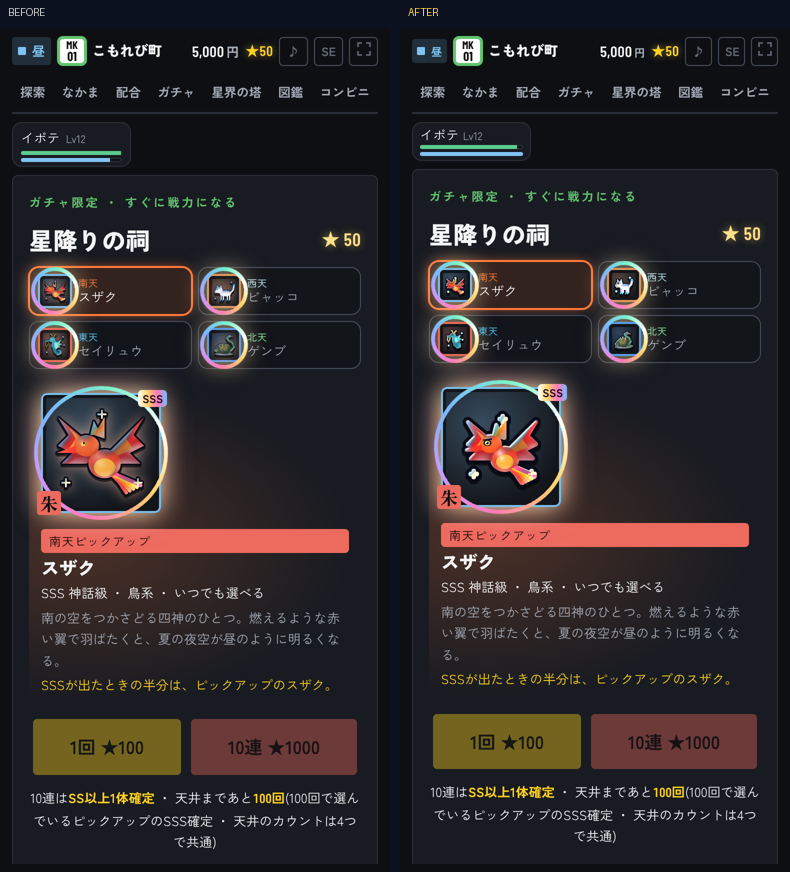 BEFORE
昼 MK 01 こもれび町 5,000 円 ★50 ♪ SE
探索 なかま 配合 ガチャ 星界の塔 図鑑 コンビニ
イボテ Lv12
ガチャ限定 ・ すぐに戦力になる
星降りの祠 ★ 50
南天
スザク
西天
ビャッコ
東天
セイリュウ
北天
ゲンブ
SSS
朱
南天ピックアップ
スザク
SSS 神話級 ・ 鳥系 ・ いつでも選べる
南の空をつかさどる四神のひとつ。燃えるような赤
い翼で羽ばたくと、夏の夜空が昼のように明るくな
る。
SSSが出たときの半分は、ピックアップのスザク。
1回 ★100
10連 ★1000
10連はSS以上1体確定 ・ 天井まであと100回(100回で選ん
でいるピックアップのSSS確定 ・ 天井のカウントは4つ
で共通)
AFTER
昼 MK 01 こもれび町 5,000 円 ★50 ♪ SE
探索 なかま 配合 ガチャ 星界の塔 図鑑 コンビニ
イボテ Lv12
ガチャ限定 ・ すぐに戦力になる
星降りの祠 ★ 50
南天
スザク
西天
ビャッコ
東天
セイリュウ
北天
ゲンブ
SSS
朱
南天ピックアップ
スザク
SSS 神話級 ・ 鳥系 ・ いつでも選べる
南の空をつかさどる四神のひとつ。燃えるような赤
い翼で羽ばたくと、夏の夜空が昼のように明るくな
る。
SSSが出たときの半分は、ピックアップのスザク。
1回 ★100
10連 ★1000
10連はSS以上1体確定 ・ 天井まであと100回(100回で選ん
でいるピックアップのSSS確定 ・ 天井のカウントは4つ
で共通)